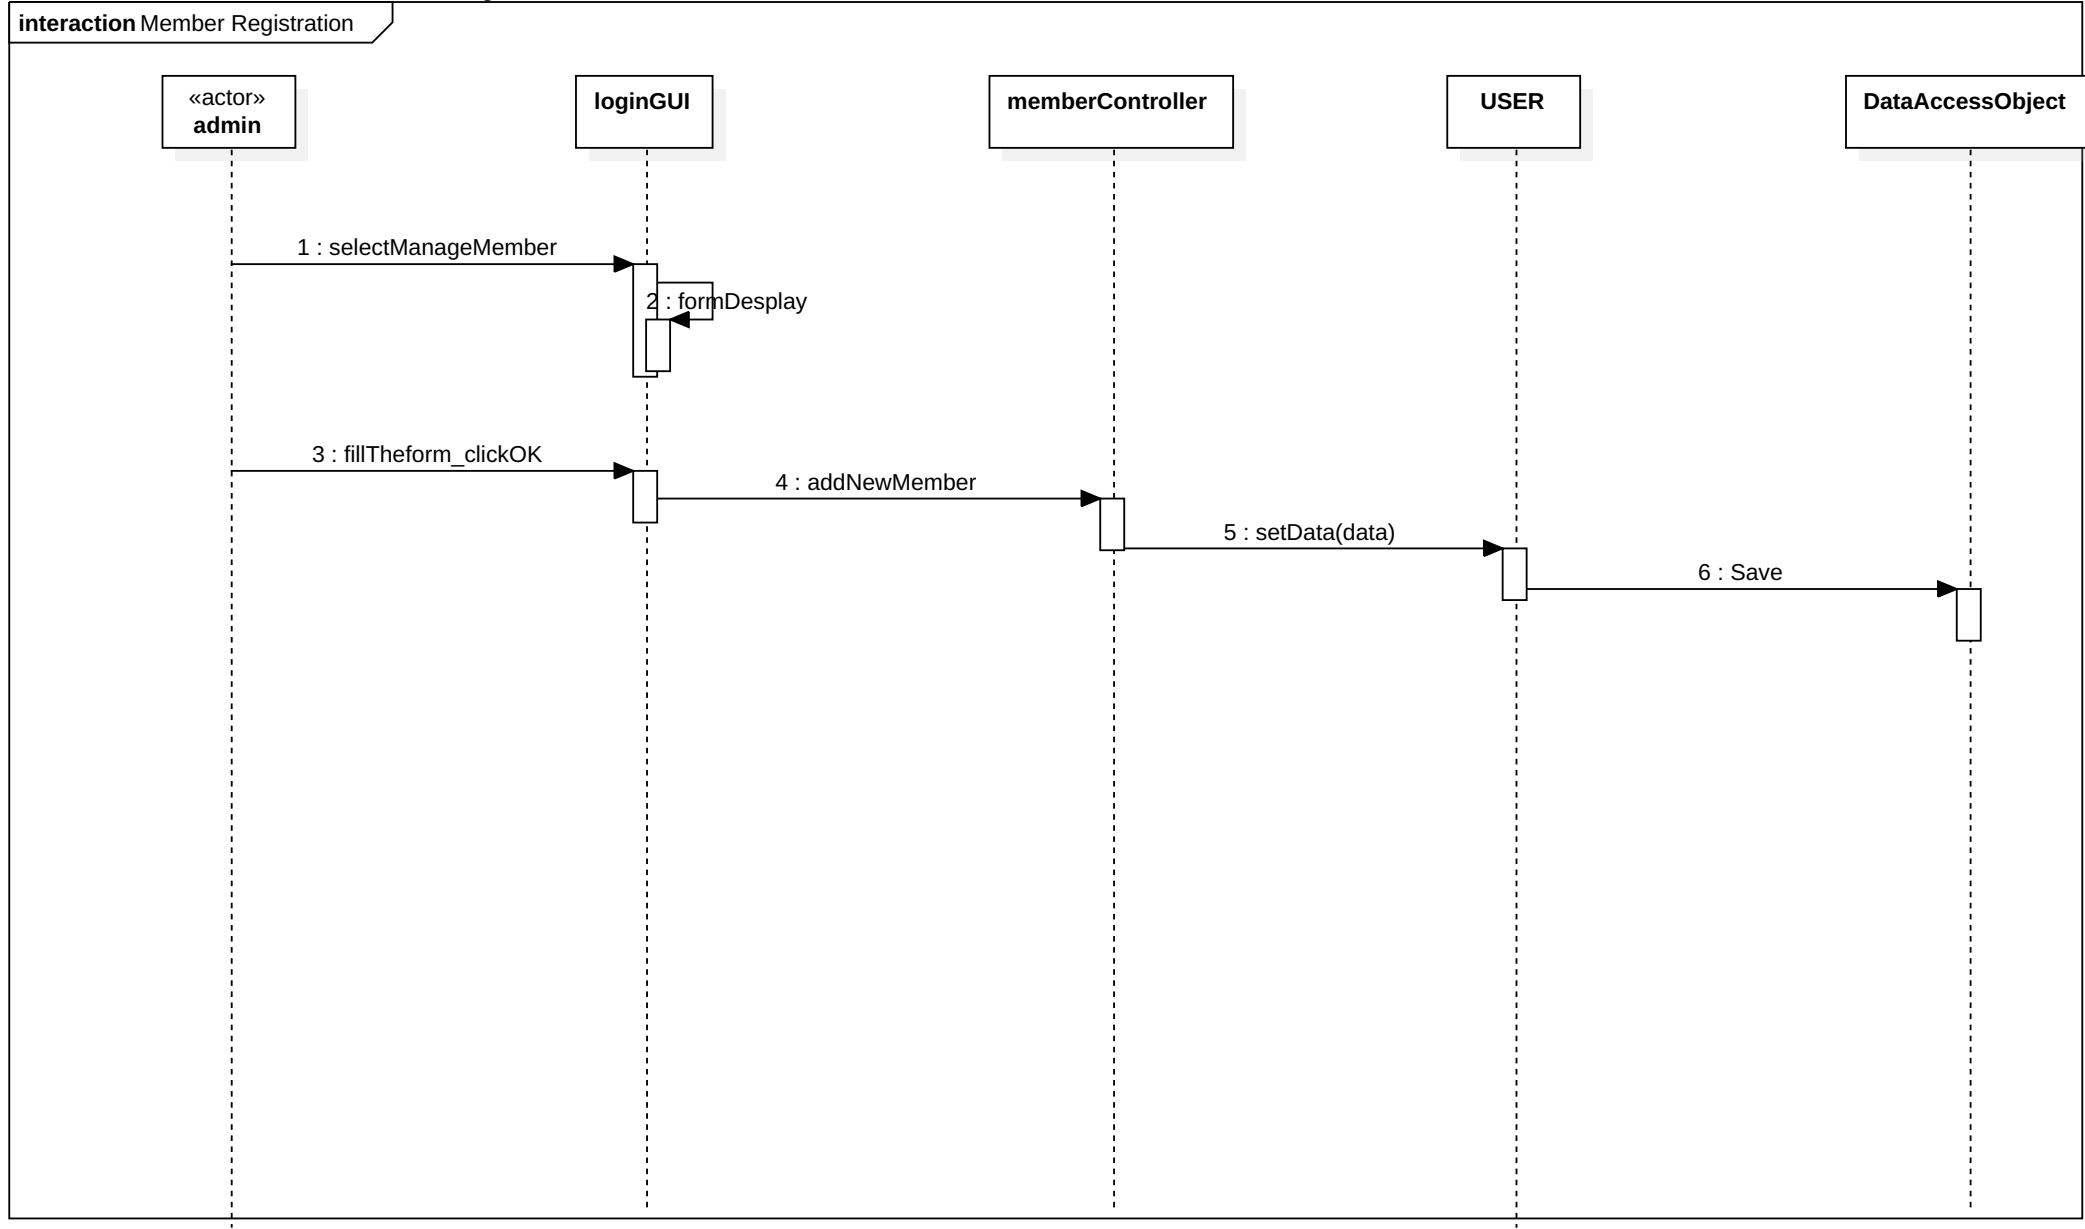 interaction Member Registration
«actor»
admin
loginGUI
memberController
USER
DataAccessObject
1 : selectManageMember
2 : formDesplay
3 : fillTheform_clickOK
4 : addNewMember
5 : setData(data)
6 : Save